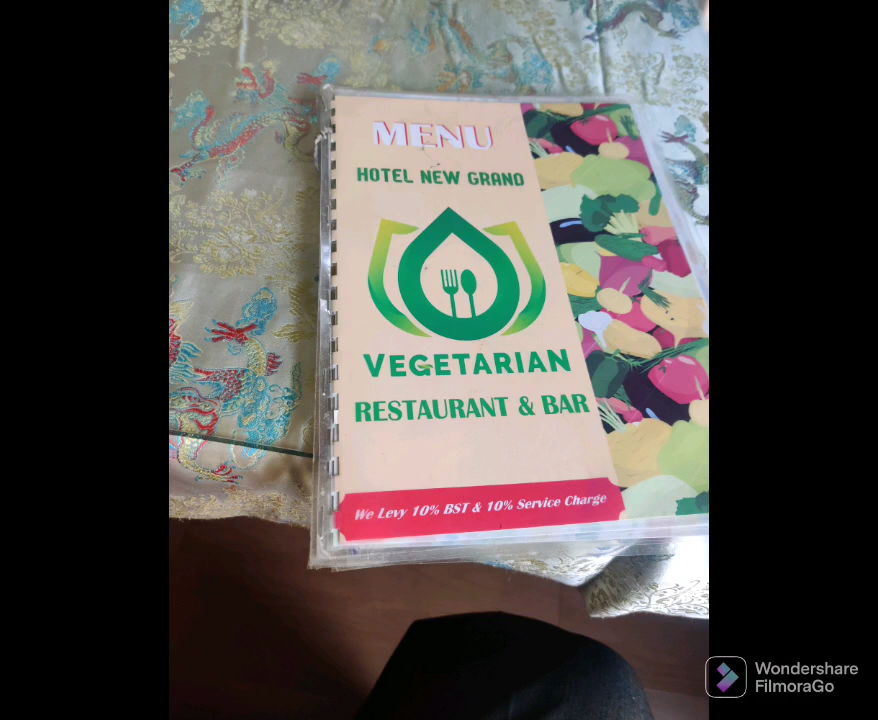 MENU
HOTEL NEW GRAND
VEGETARIAN
RESTAURANT & BAR
We Levy 10% BST & 10% Service Charge
Wondershare
FilmoraGo